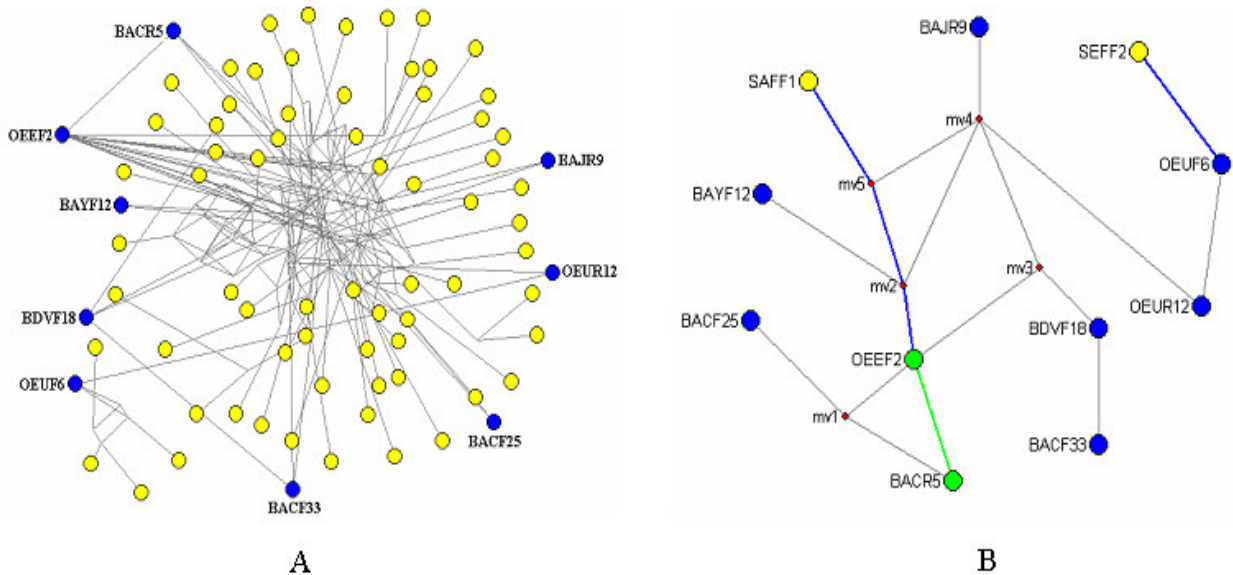 BACR5
OEEF2
BAJR9
BAYF12
OEUR12
BDVF18
OEUF6
BACF25
BACF33
A
BAJR9
SEFF2
SAFF1
mv4
OEUF6
mv5
BAYF12
mv3
mv2
OEUR12
BACF25
BDVF18
OEEF2
mv1
BACF33
BACR5
B